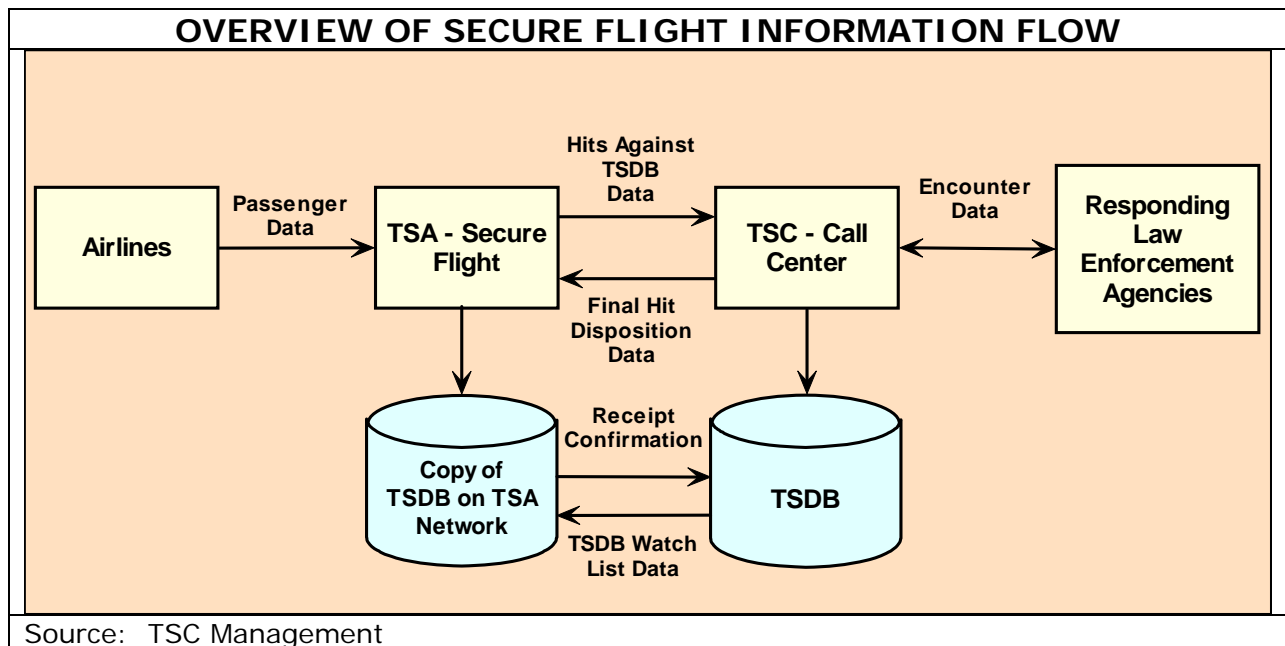 OVERVIEW OF SECURE FLIGHT INFORMATION FLOW
Hits Against
TSDB
Data
Airlines
Passenger
Data
TSA - Secure
Flight
TSC - Call
Center
Encounter
Data
Responding
Law
Enforcement
Agencies
Final Hit
Disposition
Data
Copy of
TSDB on TSA
Network
Receipt
Confirmation
TSDB
TSDB Watch
List Data
Source: TSC Management